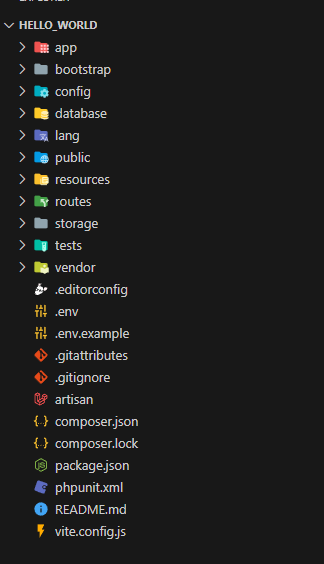 HELLO_WORLD
app
bootstrap
config
database
lang
public
resources
routes
storage
tests
vendor
.editorconfig
.env
.env.example
.gitattributes
.gitignore
artisan
composer.json
composer.lock
package.json
phpunit.xml
README.md
vite.config.js